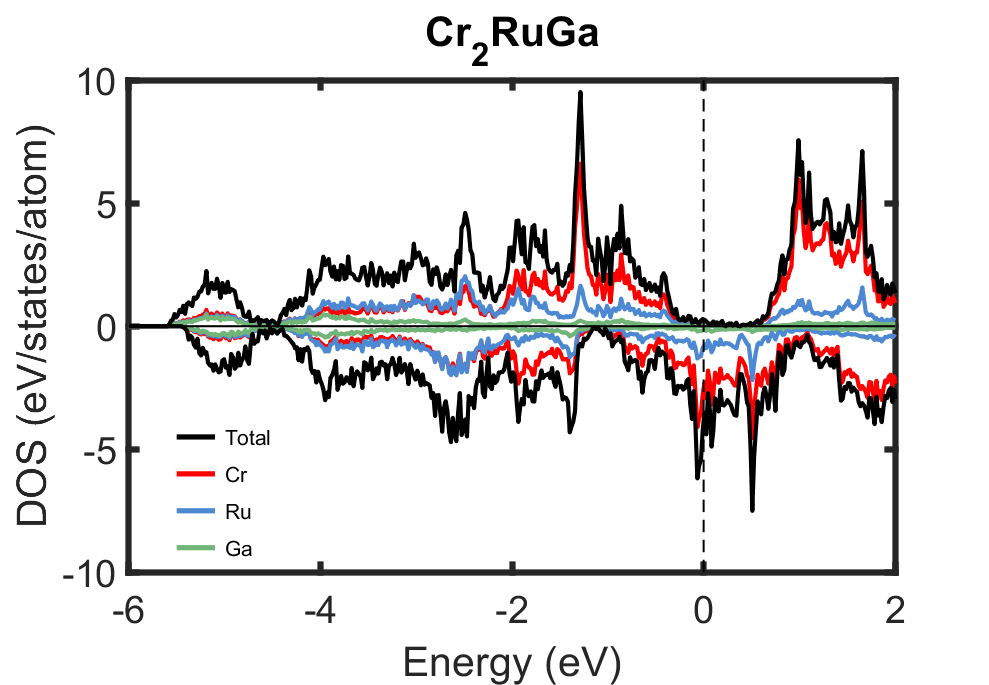 Cr2RuGa
DOS (eV/states/atom)
10
5
0
-5
-10
Total
Cr
Ru
Ga
-6 -4 -2 0 2
Energy (eV)